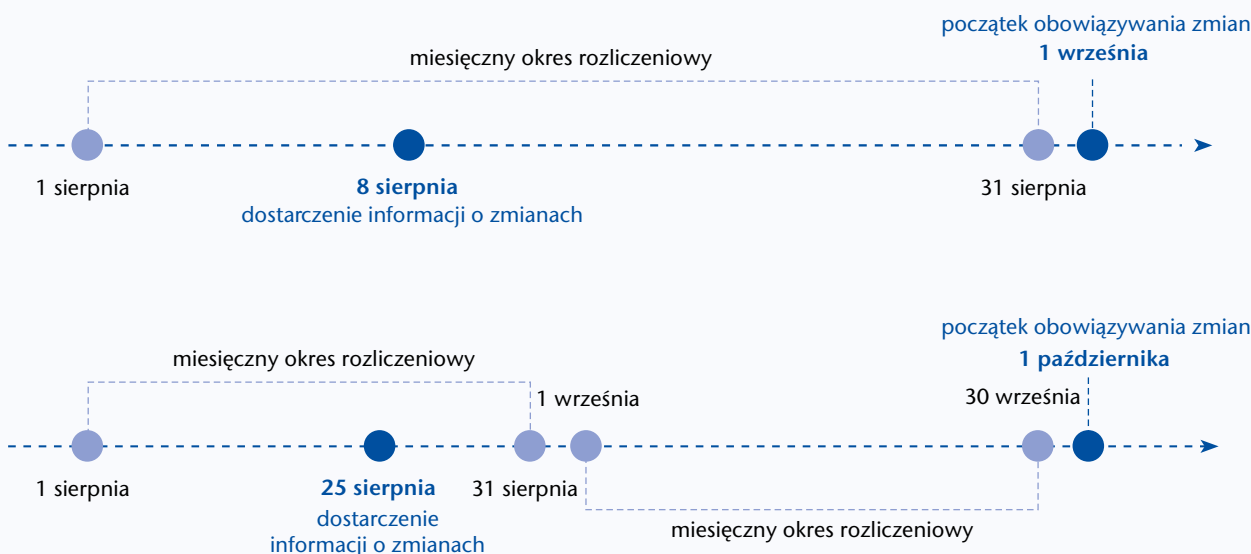 początek obowiązywania zmian
1 września
miesięczny okres rozliczeniowy
1 sierpnia
8 sierpnia
dostarczenie informacji o zmianach
31 sierpnia
początek obowiązywania zmian
1 października
miesięczny okres rozliczeniowy
1 września
30 września
1 sierpnia
25 sierpnia
dostarczenie
informacji o zmianach
31 sierpnia
miesięczny okres rozliczeniowy